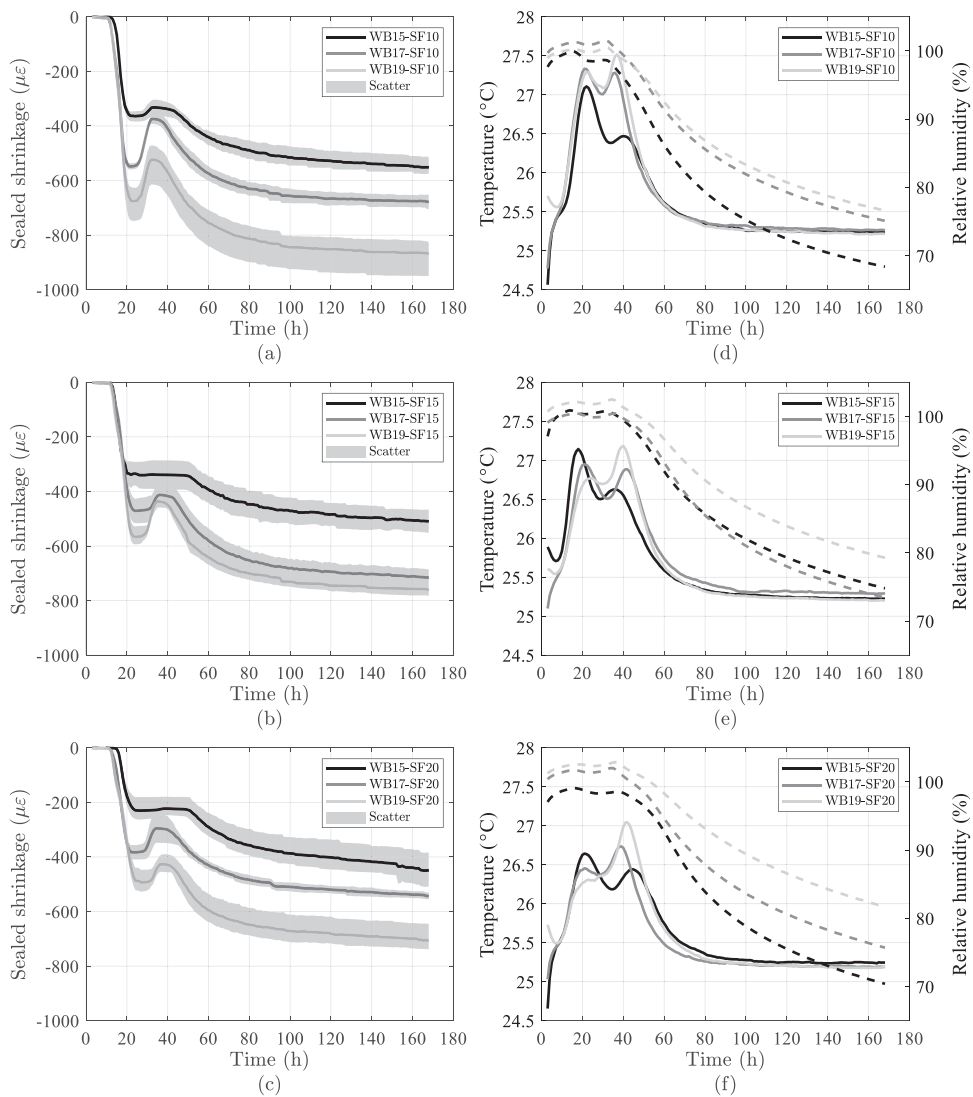 0
-200
-400
-600
-800
-1000
Sealed shrinkage (με)
WB15-SF10
WB17-SF10
WB19-SF10
Scatter
0 20 40 60 80 100 120 140 160 180
Time (h)
(a)
28
27.5
27
26.5
26
25.5
25
24.5
Temperature (°C)
WB15-SF10
WB17-SF10
WB19-SF10
100
90
80
70
Relative humidity (%)
0 20 40 60 80 100 120 140 160 180
Time (h)
(d)
0
-200
-400
-600
-800
-1000
Sealed shrinkage (με)
WB15-SF15
WB17-SF15
WB19-SF15
Scatter
0 20 40 60 80 100 120 140 160 180
Time (h)
(b)
28
27.5
27
26.5
26
25.5
25
24.5
Temperature (°C)
WB15-SF15
WB17-SF15
WB19-SF15
100
90
80
70
Relative humidity (%)
0 20 40 60 80 100 120 140 160 180
Time (h)
(e)
0
-200
-400
-600
-800
-1000
Sealed shrinkage (με)
WB15-SF20
WB17-SF20
WB19-SF20
Scatter
0 20 40 60 80 100 120 140 160 180
Time (h)
(c)
28
27.5
27
26.5
26
25.5
25
24.5
Temperature (°C)
WB15-SF20
WB17-SF20
WB19-SF20
100
90
80
70
Relative humidity (%)
0 20 40 60 80 100 120 140 160 180
Time (h)
(f)